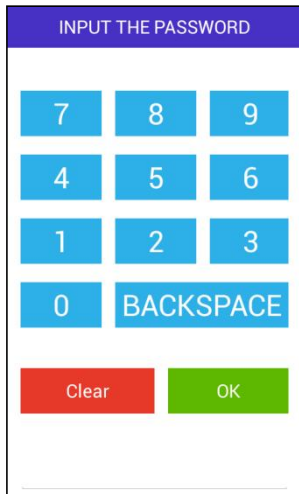 INPUT THE PASSWORD
7 8 9
4 5 6
1 2 3
0 BACKSPACE
Clear OK